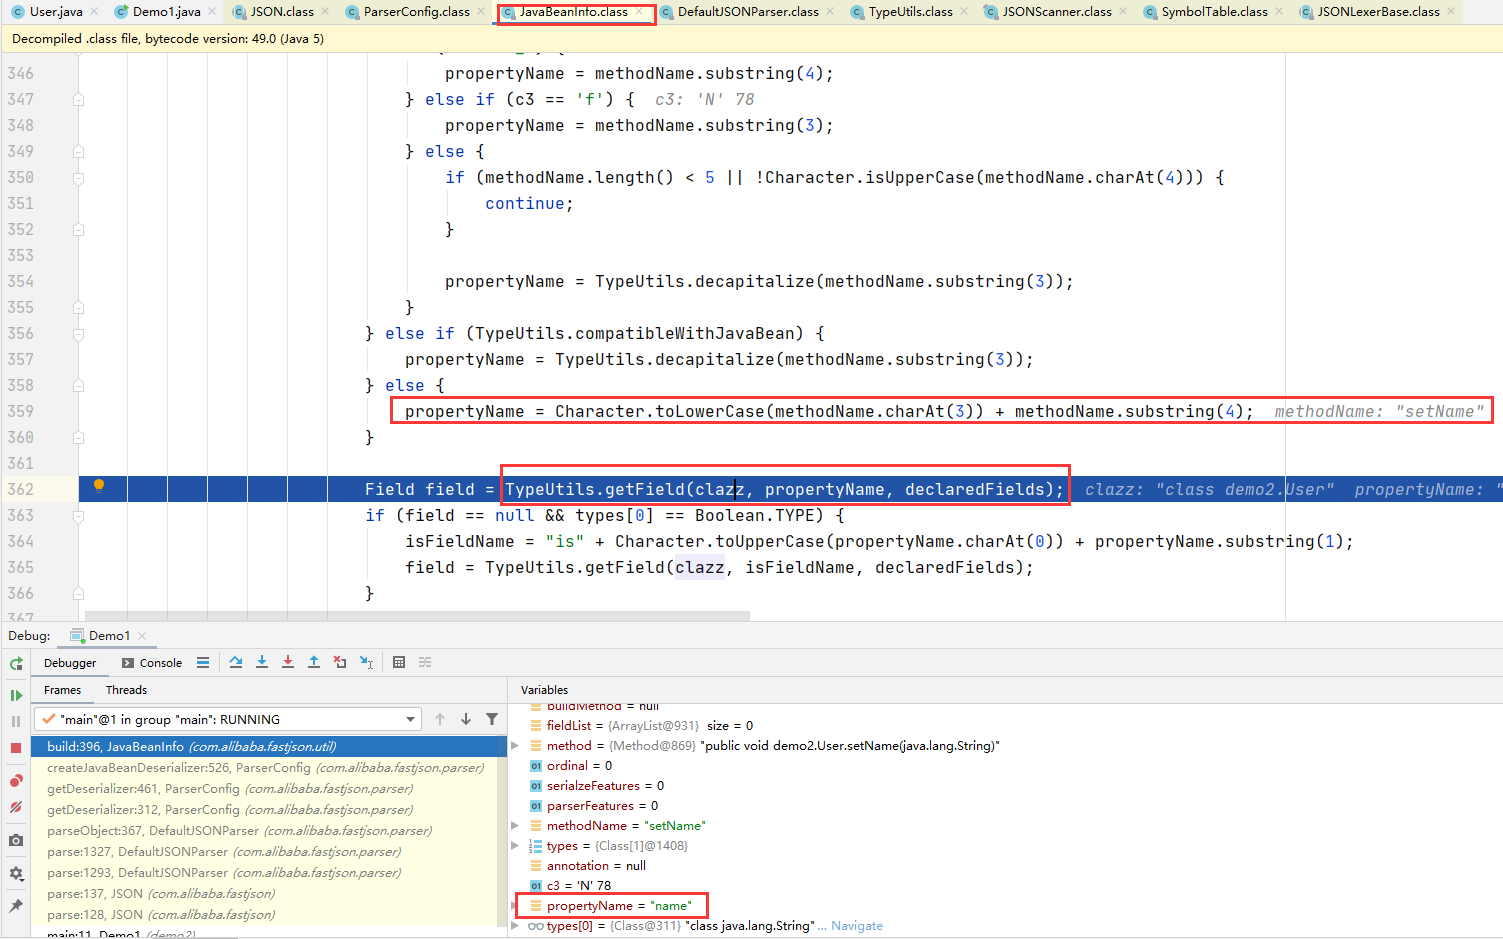 User.java Demo1.java JSON.class ParserConfig.class JavaBeanInfo.class DefaultJSONParser.class TypeUtils.class JSONScanner.class SymbolTable.class JSONLexerBase.class
Decompiled .class file, bytecode version: 49.0 (Java 5)
346 propertyName = methodName.substring(4);
347 } else if (c3 == 'f') { c3: 'N' 78
348 propertyName = methodName.substring(3);
349 } else {
350 if (methodName.length() < 5 || !Character.isUpperCase(methodName.charAt(4))) {
351 continue;
352 }
353
354 propertyName = TypeUtils.decapitalize(methodName.substring(3));
355 }
356 } else if (TypeUtils.compatibleWithJavaBean) {
357 propertyName = TypeUtils.decapitalize(methodName.substring(3));
358 } else {
359 propertyName = Character.toLowerCase(methodName.charAt(3)) + methodName.substring(4); methodName: "setName"
360 }
361
362 Field field = TypeUtils.getField(clazz, propertyName, declaredFields); clazz: "class demo2.User" propertyName: "
363 if (field == null && types[0] == Boolean.TYPE) {
364 isFieldName = "is" + Character.toUpperCase(propertyName.charAt(0)) + propertyName.substring(1);
365 field = TypeUtils.getField(clazz, isFieldName, declaredFields);
366 }
367
Debug: Demo1
Debugger Console
Frames Threads
"main"@1 in group "main": RUNNING
build:396, JavaBeanInfo (com.alibaba.fastjson.util)
createJavaBeanDeserializer:526, ParserConfig (com.alibaba.fastjson.parser)
getDeserializer:461, ParserConfig (com.alibaba.fastjson.parser)
getDeserializer:312, ParserConfig (com.alibaba.fastjson.parser)
parseObject:367, DefaultJSONParser (com.alibaba.fastjson.parser)
parse:1327, DefaultJSONParser (com.alibaba.fastjson.parser)
parse:1293, DefaultJSONParser (com.alibaba.fastjson.parser)
parse:137, JSON (com.alibaba.fastjson)
parse:128, JSON (com.alibaba.fastjson)
main:11, Demo1 (demo2)
Variables
buildMethod = null
fieldList = {ArrayList@931} size = 0
method = {Method@869} "public void demo2.User.setName(java.lang.String)"
01 ordinal = 0
01 serialzeFeatures = 0
01 parserFeatures = 0
methodName = "setName"
types = {Class[1]@1408}
annotation = null
01 c3 = 'N' 78
propertyName = "name"
types[0] = {Class@311} "class java.lang.String" ... Navigate